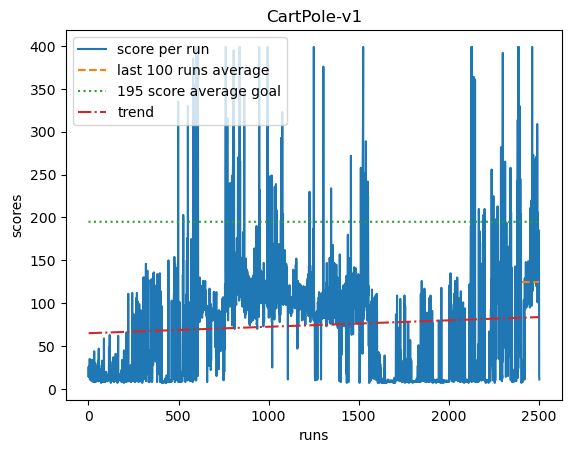 CartPole-v1
score per run
last 100 runs average
195 score average goal
trend
scores
400
350
300
250
200
150
100
50
0
0 500 1000 1500 2000 2500
runs